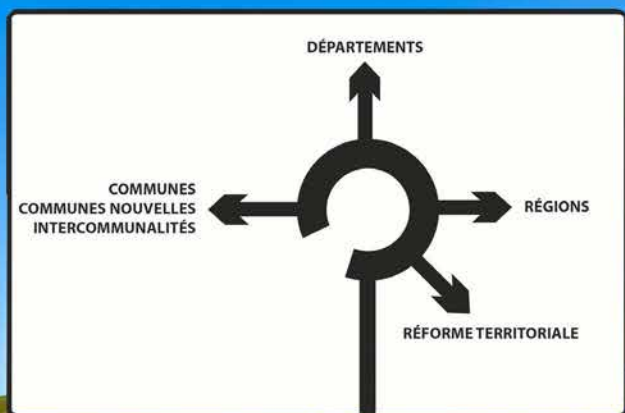 DÉPARTEMENTS
COMMUNES
COMMUNES NOUVELLES
INTERCOMMUNALITÉS
RÉGIONS
RÉFORME TERRITORIALE